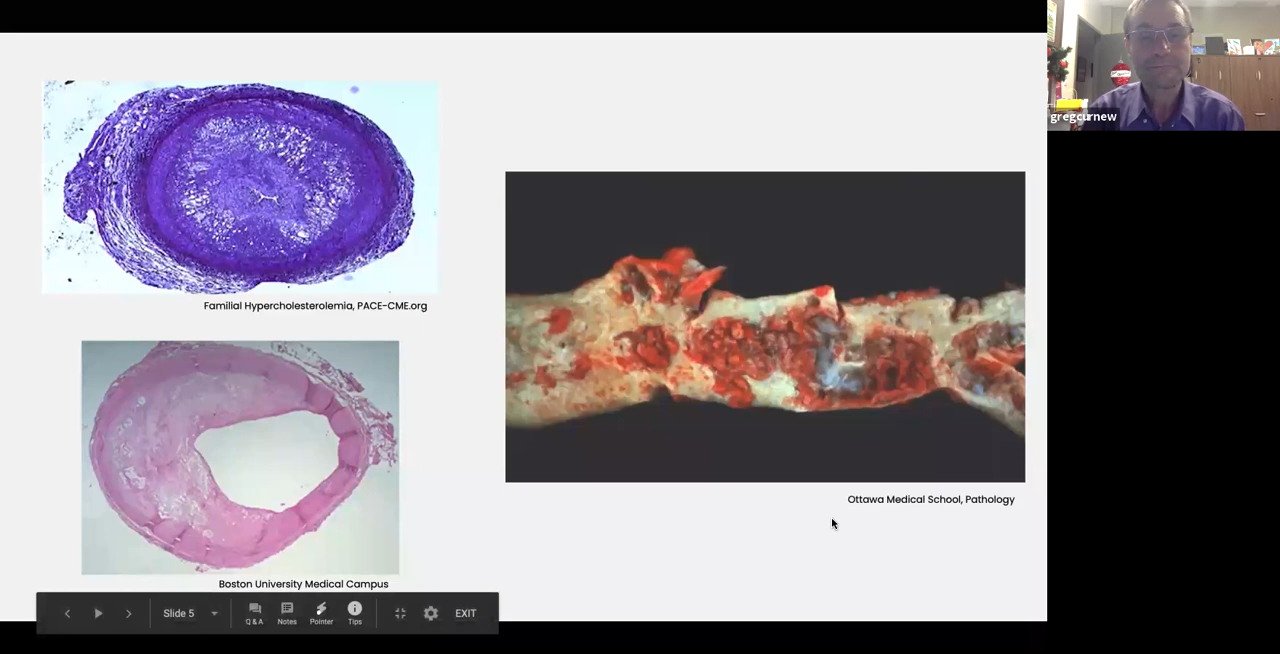 gregcurnew
Familial Hypercholesterolemia, PACE-CME.org
Ottawa Medical School, Pathology
Boston University Medical Campus
Slide 5
Q & A
Notes
Pointer
Tips
EXIT